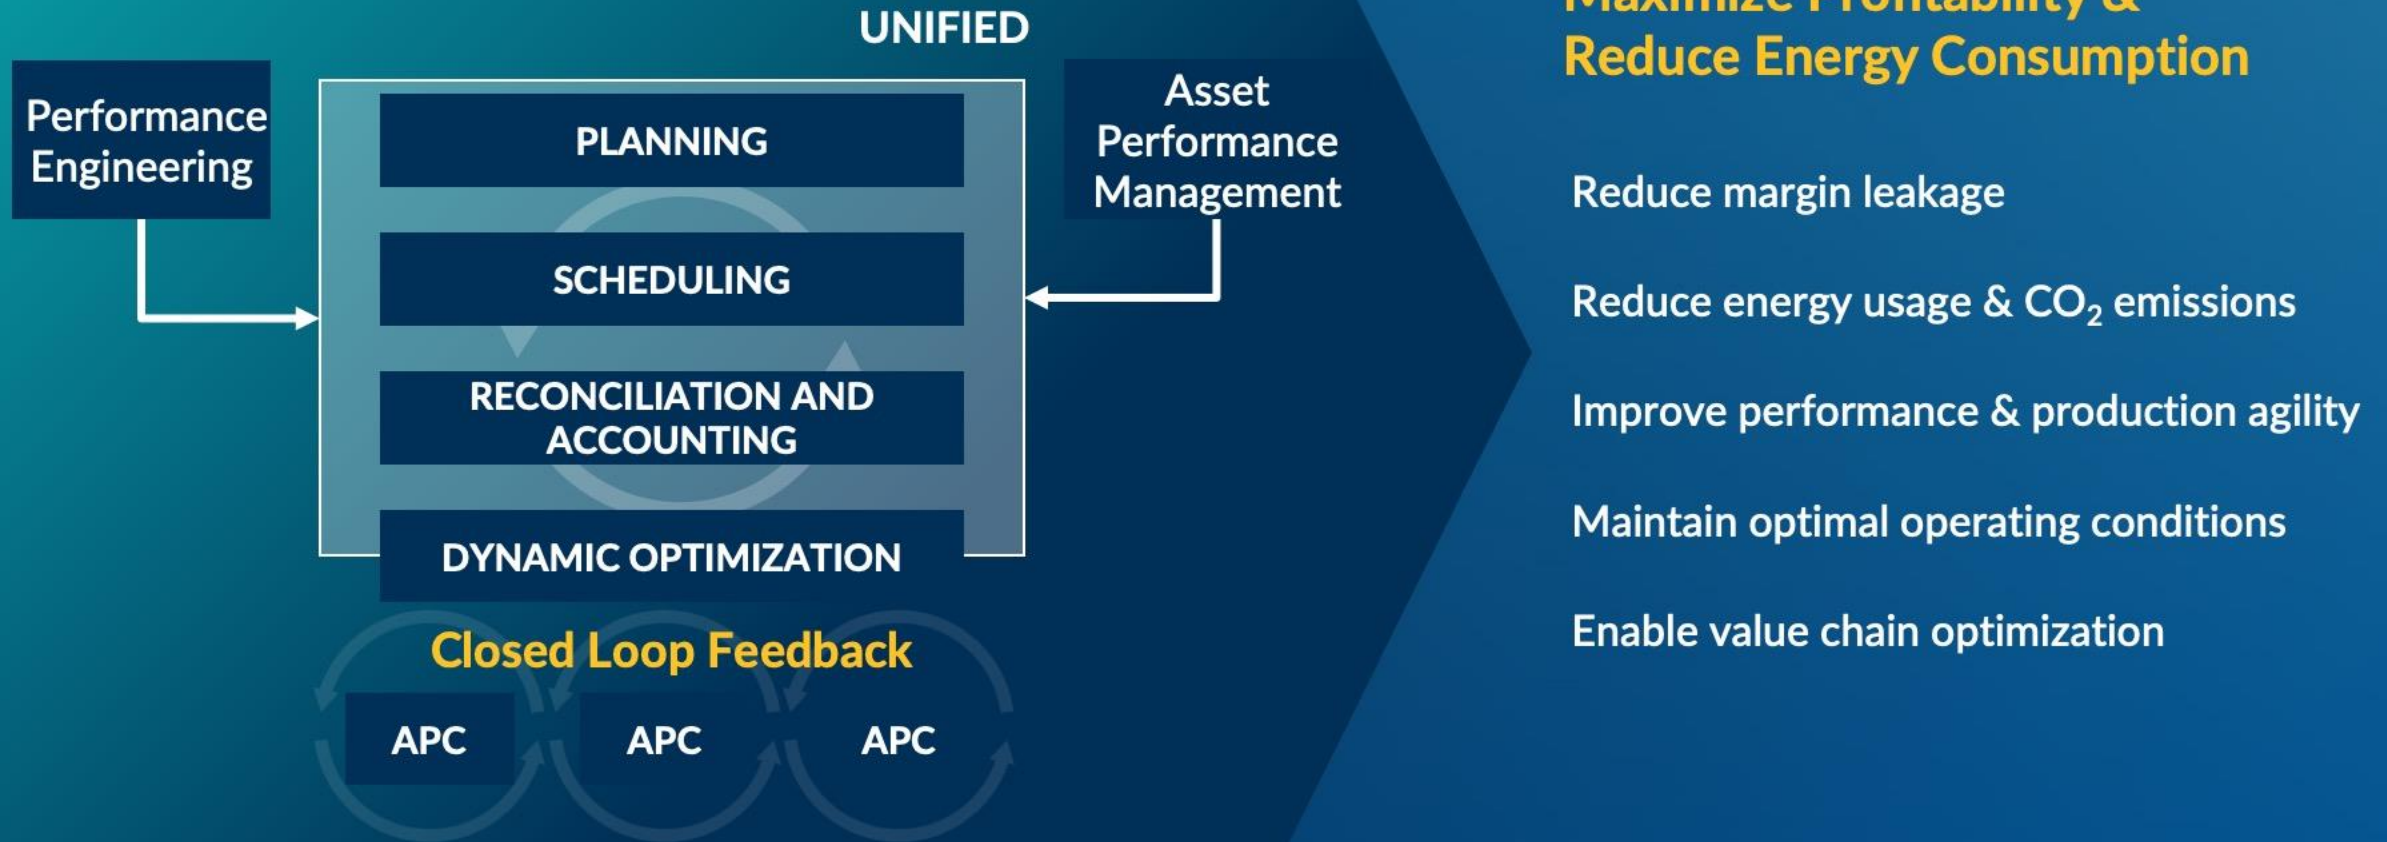 UNIFIED
Performance
Engineering
PLANNING
SCHEDULING
RECONCILIATION AND
ACCOUNTING
DYNAMIC OPTIMIZATION
Asset
Performance
Management
Closed Loop Feedback
APC
APC
APC
Maximize Profitability &
Reduce Energy Consumption
Reduce margin leakage
Reduce energy usage & CO₂ emissions
Improve performance & production agility
Maintain optimal operating conditions
Enable value chain optimization